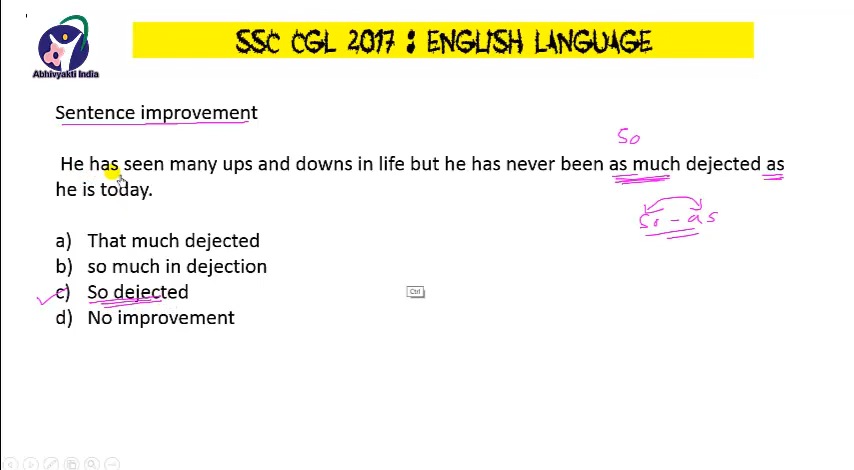 SSC CGL 2017 : ENGLISH LANGUAGE
Abhivyakti India
Sentence improvement
So
He has seen many ups and downs in life but he has never been as much dejected as
he is today.
So – as
a) That much dejected
b) so much in dejection
c) So dejected
Ctrl
d) No improvement